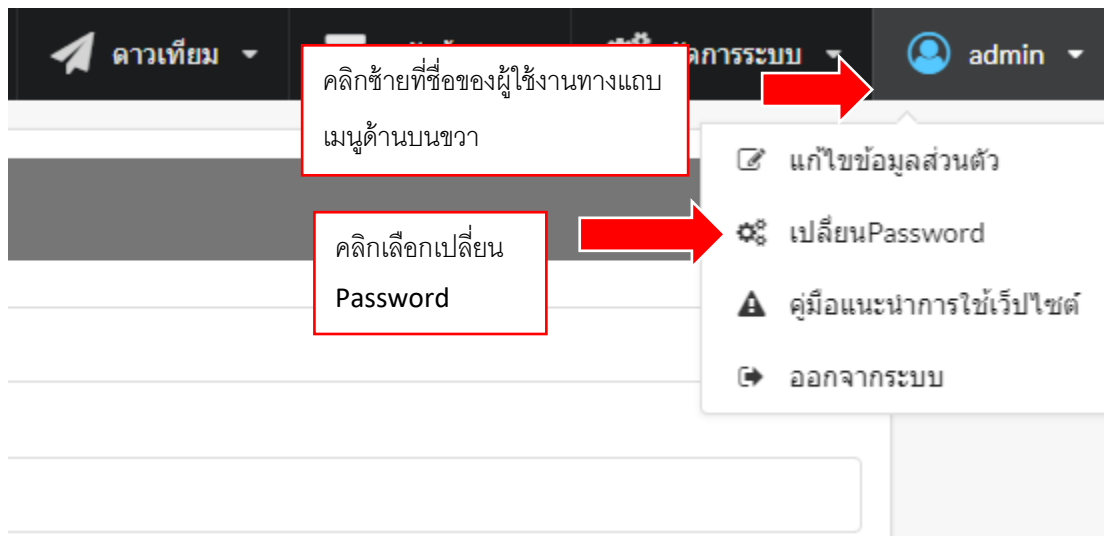 ดาวเทียม
admin
คลิกซ้ายที่ชื่อของผู้ใช้งานทางแถบ
เมนูด้านบนขวา
แก้ไขข้อมูลส่วนตัว
คลิกเลือกเปลี่ยน
Password
เปลี่ยนPassword
คู่มือแนะนำการใช้เว็ปไซต์
ออกจากระบบ